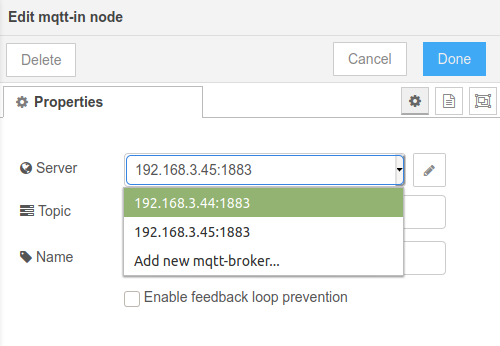 Edit mqtt-in node
Delete
Cancel
Done
Properties
Server
192.168.3.45:1883
192.168.3.44:1883
Topic
192.168.3.45:1883
Name
Add new mqtt-broker...
Enable feedback loop prevention